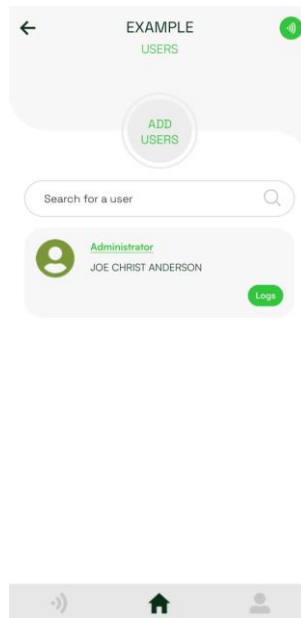 EXAMPLE
USERS
ADD
USERS
Search for a user
Administrator
JOE CHRIST ANDERSON
Logs